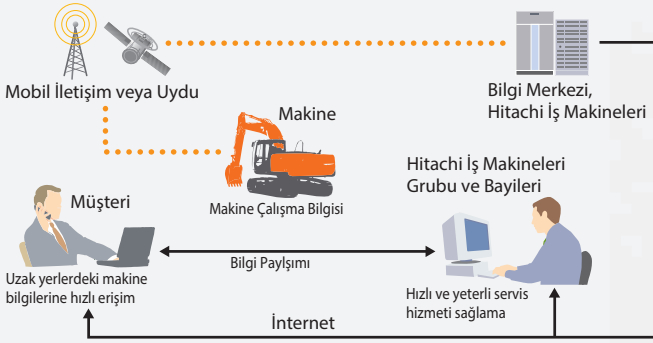 Mobil İletişim veya Uydu
Bilgi Merkezi,
Hitachi İş Makineleri
Makine
Makine Çalışma Bilgisi
Hitachi İş Makineleri
Grubu ve Bayileri
Müşteri
Bilgi Paylşımı
Uzak yerlerdeki makine
bilgilerine hızlı erişim
Hızlı ve yeterli servis
hizmeti sağlama
İnternet